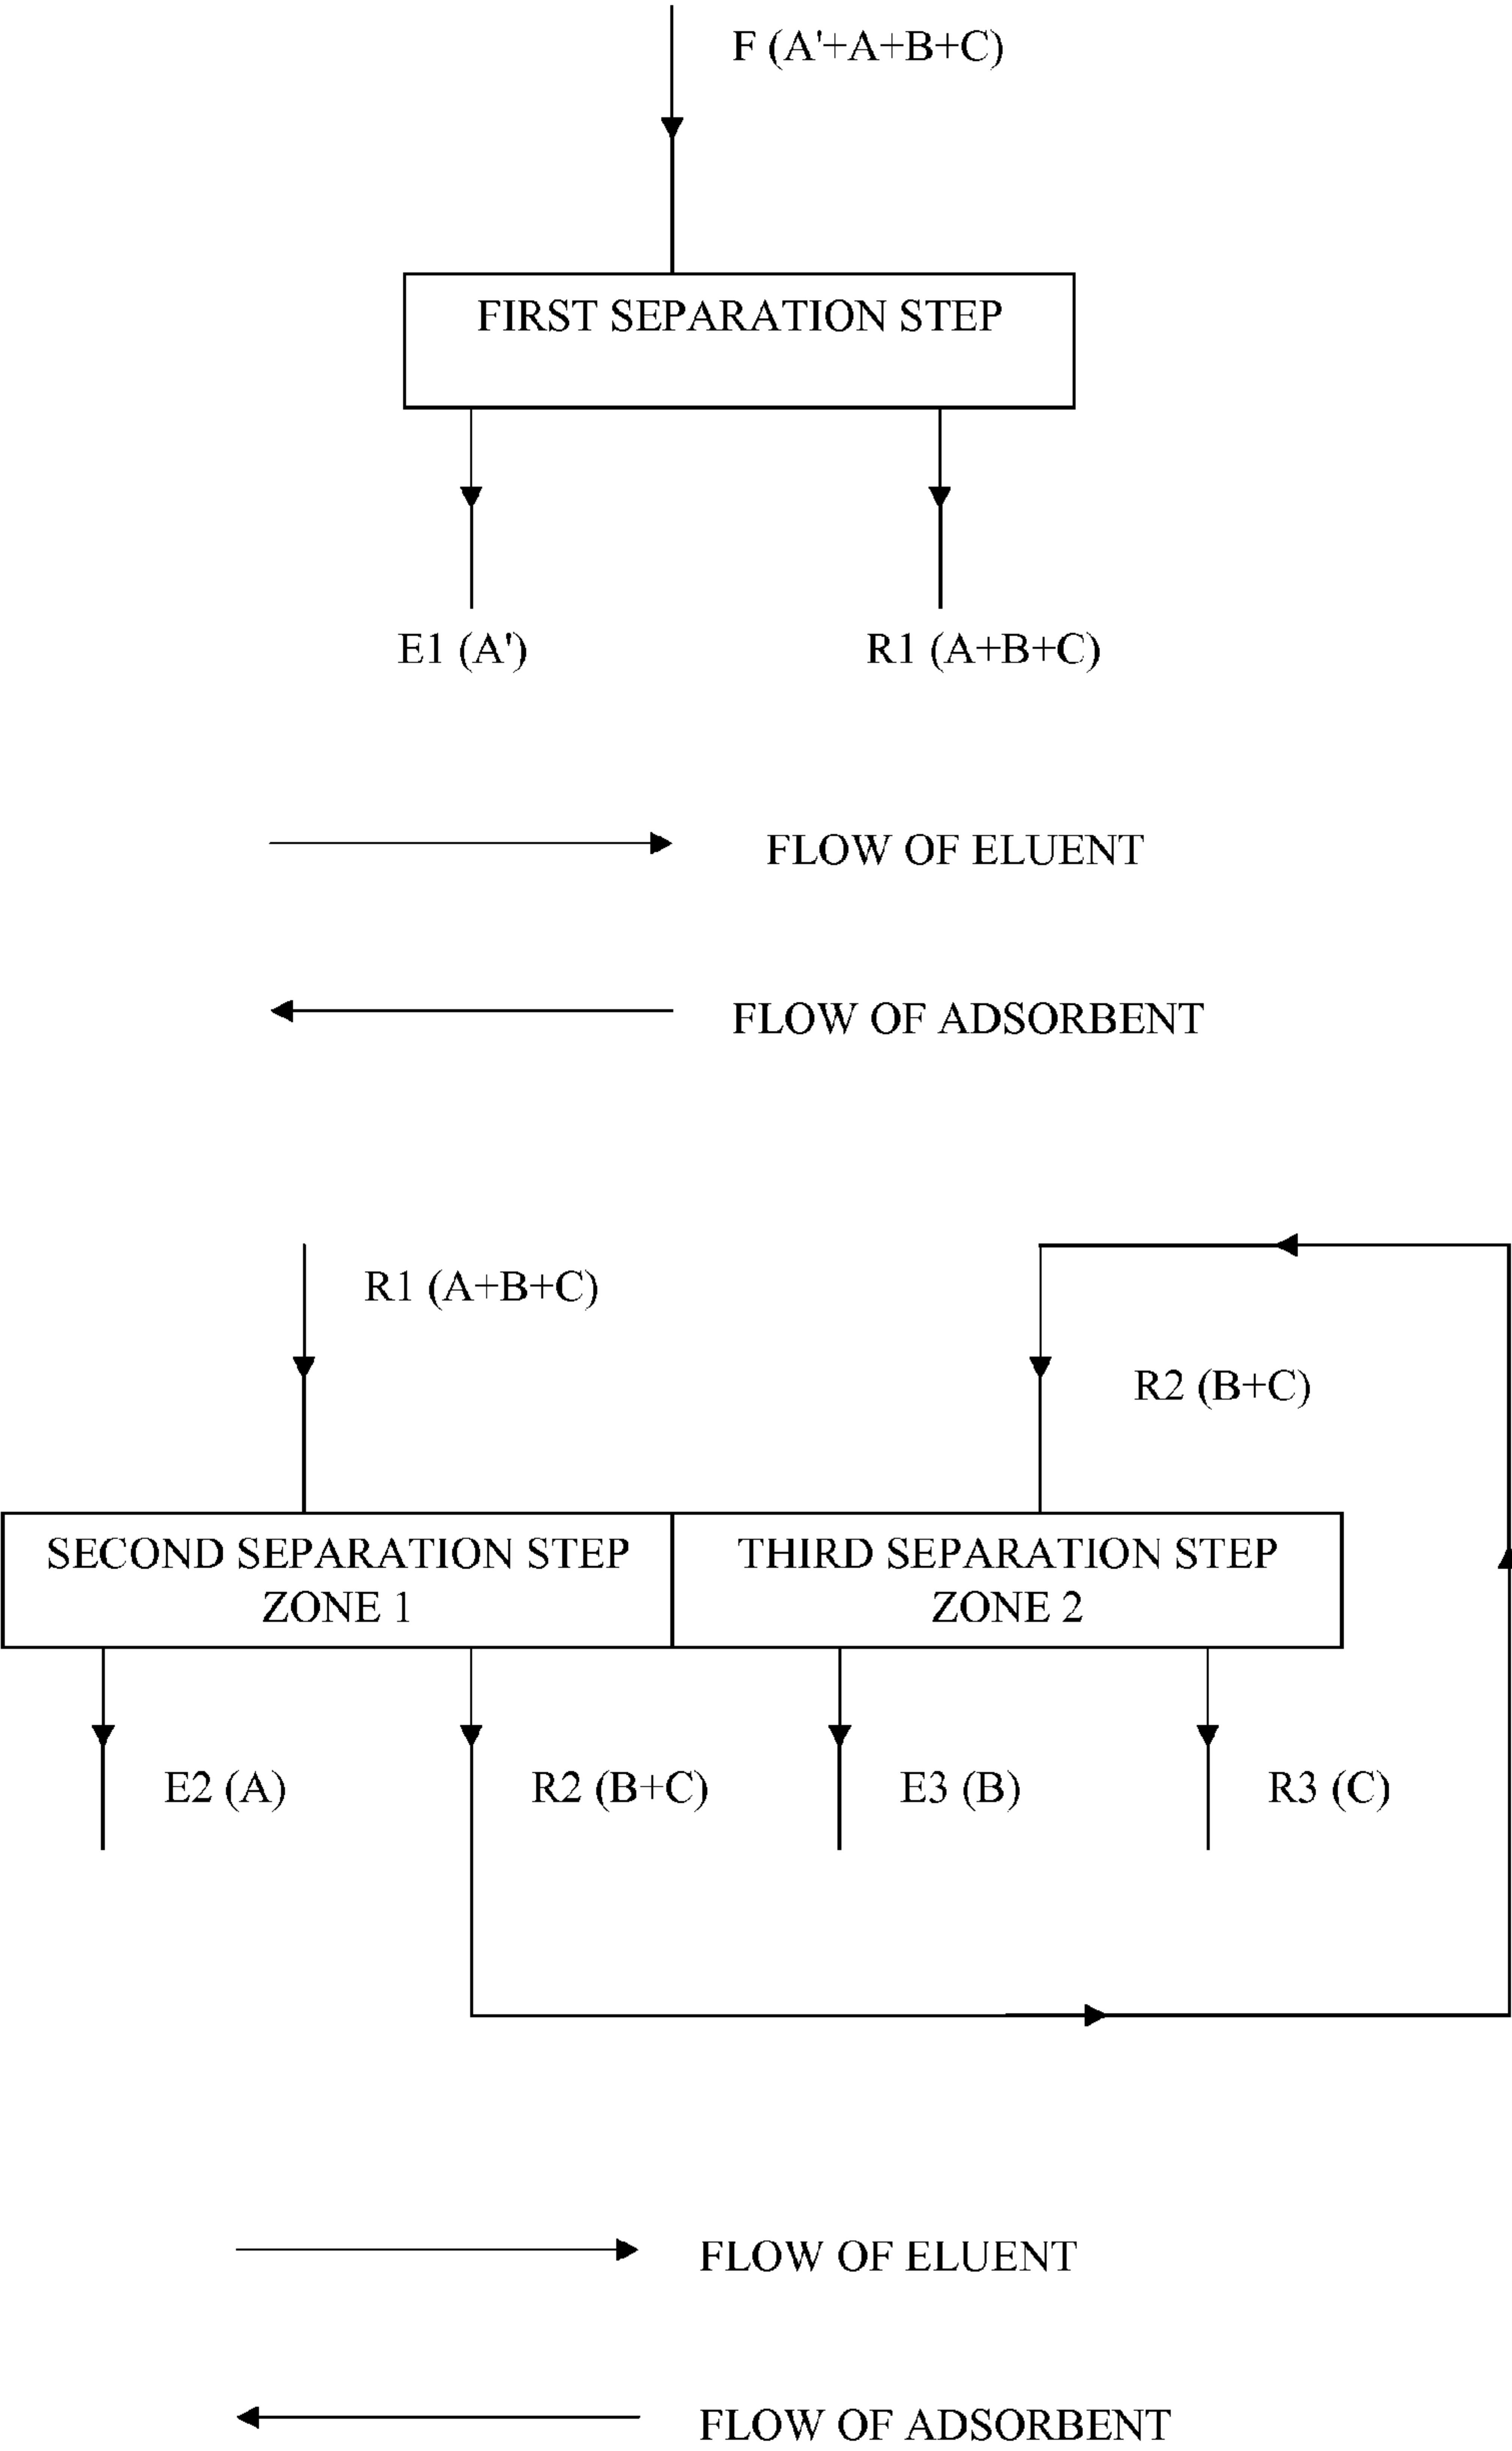 F (A'+A+B+C)
FIRST SEPARATION STEP
E1 (A')
R1 (A+B+C)
FLOW OF ELUENT
FLOW OF ADSORBENT
R1 (A+B+C)
R2 (B+C)
SECOND SEPARATION STEP
ZONE 1
THIRD SEPARATION STEP
ZONE 2
E2 (A)
R2 (B+C)
E3 (B)
R3 (C)
FLOW OF ELUENT
FLOW OF ADSORBENT